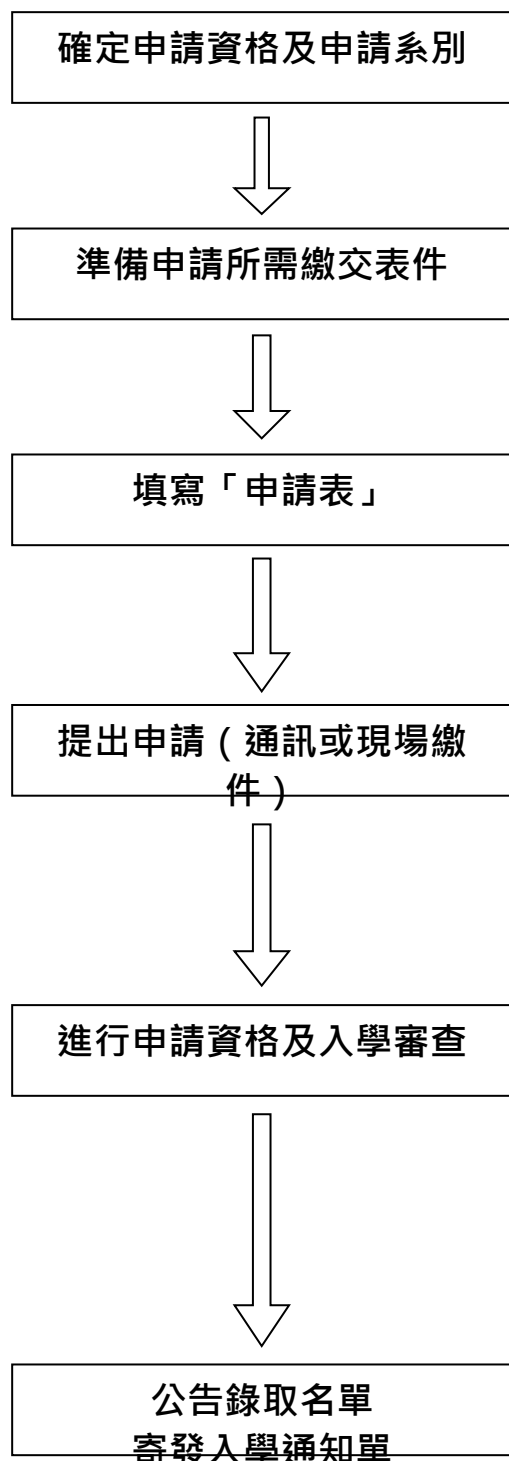 確定申請資格及申請系別
準備申請所需繳交表件
填寫「申請表」
提出申請（通訊或現場繳
件）
進行申請資格及入學審查
公告錄取名單
寄發入學通知單